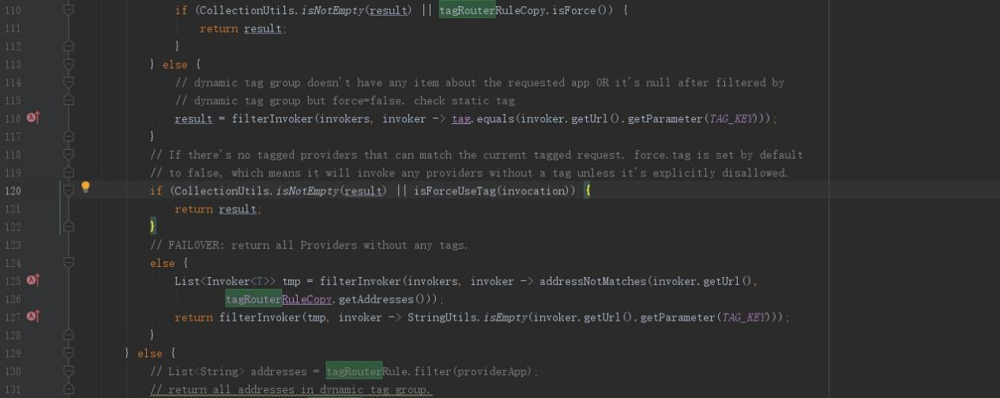 110 if (CollectionUtils.isNotEmpty(result) || tagRouterRuleCopy.isForce()) {
111 return result;
112 }
113 } else {
114 // dynamic tag group doesn't have any item about the requested app OR it's null after filtered by
115 // dynamic tag group but force=false. check static tag
116 result = filterInvoker(invokers, invoker -> tag.equals(invoker.getUrl().getParameter(TAG_KEY)));
117 }
118 // If there's no tagged providers that can match the current tagged request. force.tag is set by default
119 // to false, which means it will invoke any providers without a tag unless it's explicitly disallowed.
120 if (CollectionUtils.isNotEmpty(result) || isForceUseTag(invocation)) {
121 return result;
122 }
123 // FAILOVER: return all Providers without any tags.
124 else {
125 List<Invoker<T>> tmp = filterInvoker(invokers, invoker -> addressNotMatches(invoker.getUrl(),
126 tagRouterRuleCopy.getAddresses()));
127 return filterInvoker(tmp, invoker -> StringUtils.isEmpty(invoker.getUrl().getParameter(TAG_KEY)));
128 }
129 } else {
130 // List<String> addresses = tagRouterRule.filter(providerApp);
131 // return all addresses in dynamic tag group.